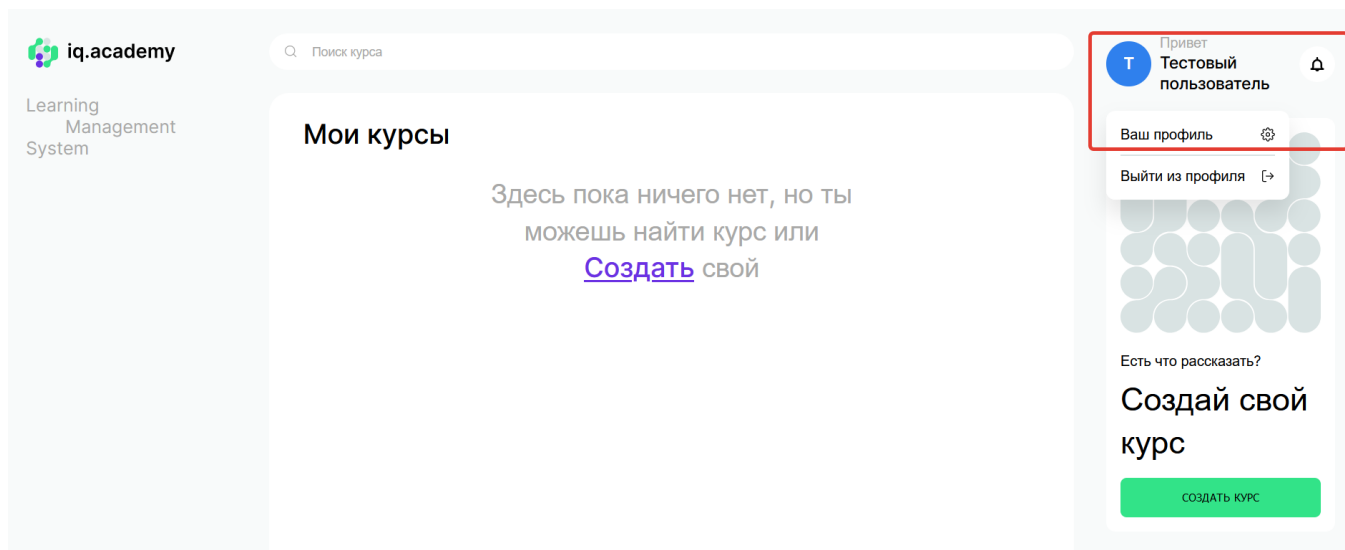 iq.academy
Learning
Management
System
Поиск курса
Мои курсы
Здесь пока ничего нет, но ты
можешь найти курс или
Создать свой
Привет
Т
Тестовый
пользователь
Ваш профиль
Выйти из профиля
Есть что рассказать?
Создай свой
курс
СОЗДАТЬ КУРС